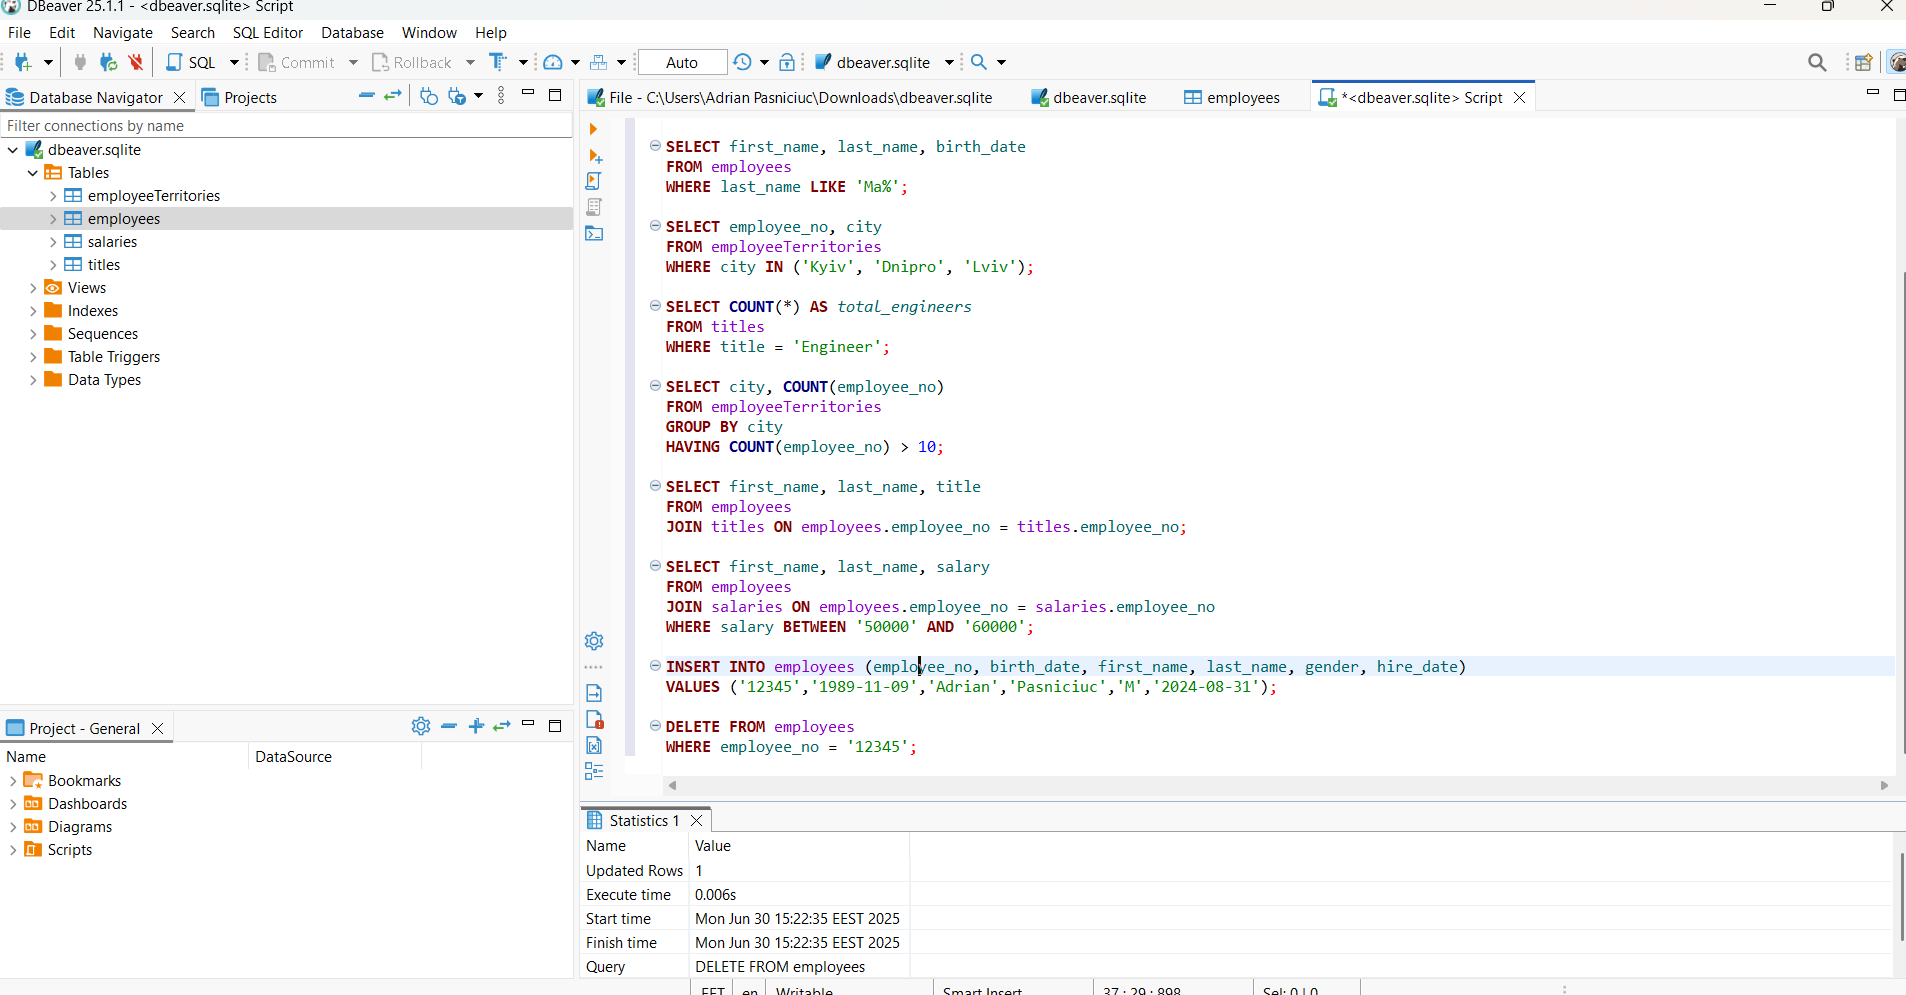 DBeaver 25.1.1 - <dbeaver.sqlite> Script
File Edit Navigate Search SQL Editor Database Window Help
SQL Commit Rollback Auto dbeaver.sqlite
Database Navigator Projects
Filter connections by name
dbeaver.sqlite
Tables
employeeTerritories
employees
salaries
titles
Views
Indexes
Sequences
Table Triggers
Data Types
Project - General
Name DataSource
Bookmarks
Dashboards
Diagrams
Scripts
File - C:\Users\Adrian Pasniciuc\Downloads\dbeaver.sqlite dbeaver.sqlite employees *<dbeaver.sqlite> Script
SELECT first_name, last_name, birth_date
FROM employees
WHERE last_name LIKE 'Ma%';
SELECT employee_no, city
FROM employeeTerritories
WHERE city IN ('Kyiv', 'Dnipro', 'Lviv');
SELECT COUNT(*) AS total_engineers
FROM titles
WHERE title = 'Engineer';
SELECT city, COUNT(employee_no)
FROM employeeTerritories
GROUP BY city
HAVING COUNT(employee_no) > 10;
SELECT first_name, last_name, title
FROM employees
JOIN titles ON employees.employee_no = titles.employee_no;
SELECT first_name, last_name, salary
FROM employees
JOIN salaries ON employees.employee_no = salaries.employee_no
WHERE salary BETWEEN '50000' AND '60000';
INSERT INTO employees (employee_no, birth_date, first_name, last_name, gender, hire_date)
VALUES ('12345','1989-11-09','Adrian','Pasniciuc','M','2024-08-31');
DELETE FROM employees
WHERE employee_no = '12345';
Statistics 1
Name Value
Updated Rows 1
Execute time 0.006s
Start time Mon Jun 30 15:22:35 EEST 2025
Finish time Mon Jun 30 15:22:35 EEST 2025
Query DELETE FROM employees
EET en Writable Smart Insert 37 : 29 : 898 Sel: 0 | 0